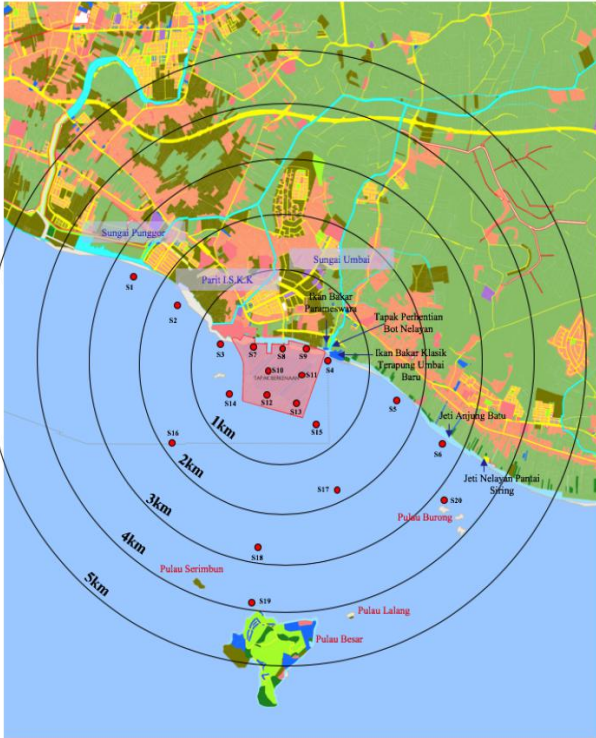 Sungai Punggor
Sungai Umbai
Parit I.S.K.K
S1
S2
Ikan Bakar
Parameswara
Tapak Perhentian
Bot Nelayan
S3
S7
S8
S9
S4
Ikan Bakar Klasik
Terapung Umbai
Baru
S10
S11
S14
S12
S13
S5
Jeti Anjung Batu
S15
1km
S16
S6
2km
Jeti Nelayan Pantai
Siring
S17
3km
S20
Pulau Burong
4km
S18
Pulau Serimbun
5km
S19
Pulau Lalang
Pulau Besar